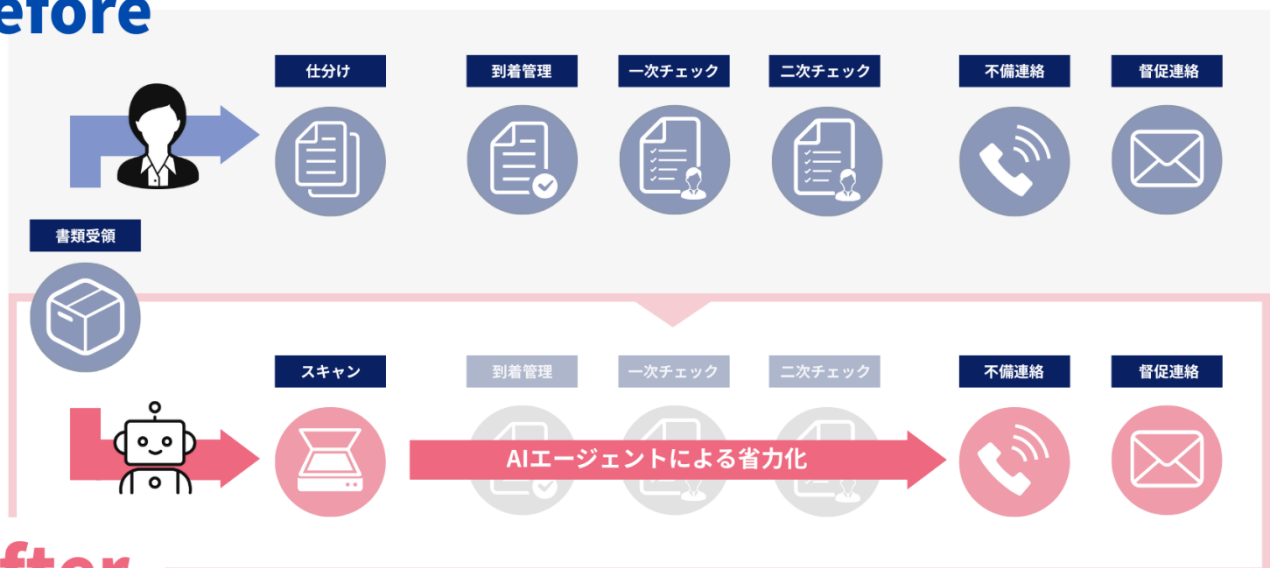 efore
仕分け
到着管理
一次チェック
二次チェック
不備連絡
督促連絡
書類受領
スキャン
到着管理
一次チェック
二次チェック
不備連絡
督促連絡
AIエージェントによる省力化
fter